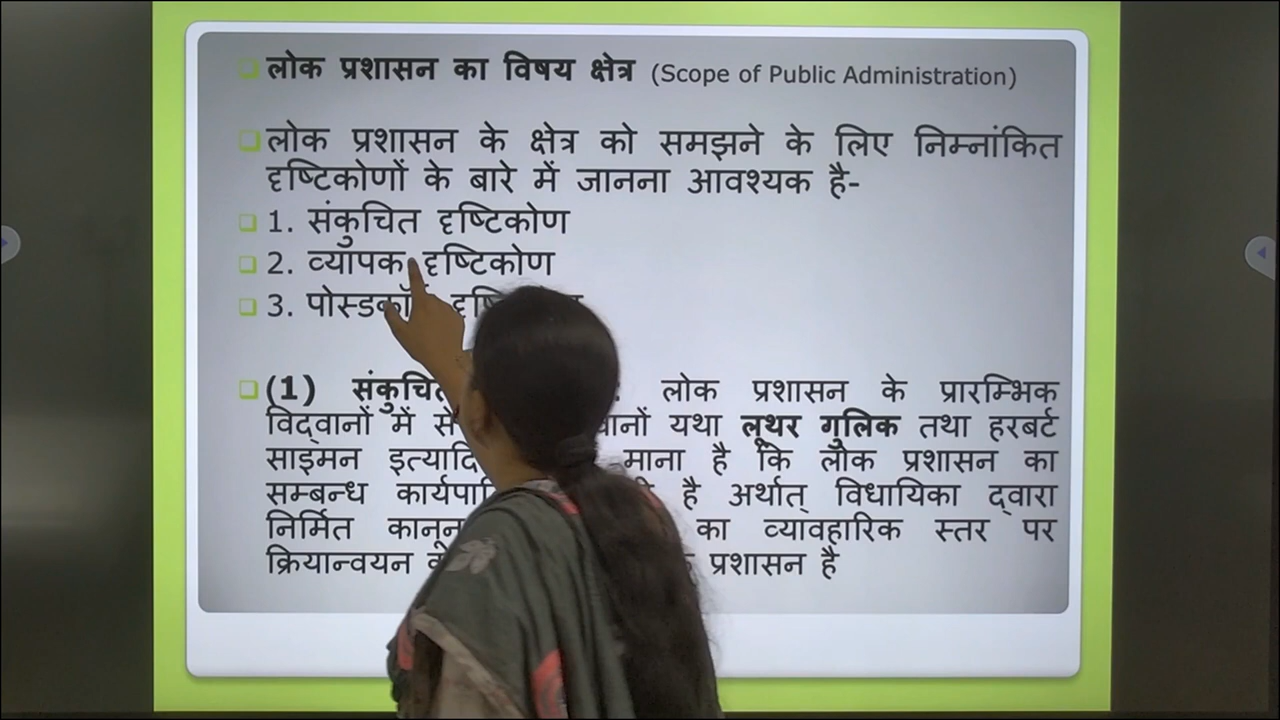 लोक प्रशासन का विषय क्षेत्र (Scope of Public Administration)
लोक प्रशासन के क्षेत्र को समझने के लिए निम्नांकित
दृष्टिकोणों के बारे में जानना आवश्यक है-
1. संकुचित दृष्टिकोण
2. व्यापक दृष्टिकोण
3. पोस्डकॉर्ब
(1) संकुचित लोक प्रशासन के प्रारम्भिक
विद्वानों में से यथा लूथर गुलिक तथा हरबर्ट
साइमन इत्यादि माना है कि लोक प्रशासन का
सम्बन्ध है अर्थात् विधायिका द्वारा
निर्मित का व्यावहारिक स्तर पर
क्रियान्वयन प्रशासन है